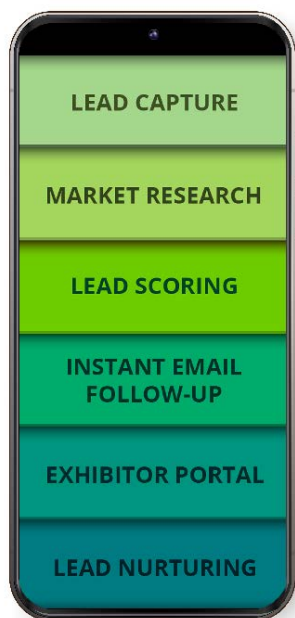 LEAD CAPTURE
MARKET RESEARCH
LEAD SCORING
INSTANT EMAIL
FOLLOW-UP
EXHIBITOR PORTAL
LEAD NURTURING